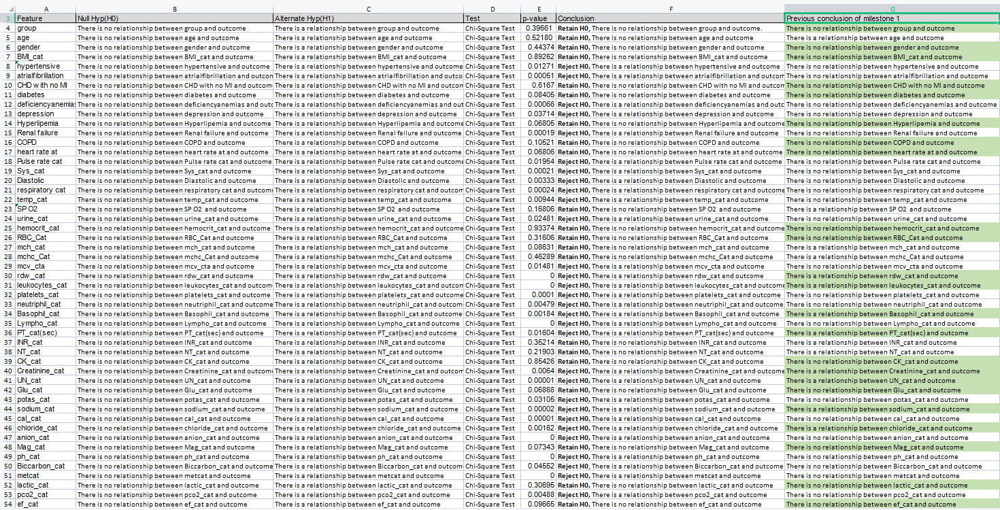 A B C D E F G
3 Feature Null Hyp(H0) Alternate Hyp(H1) Test p-value Conclusion Previous conclusion of milestone 1
4 group There is no relationship between group and outcome There is a relationship between group and outcome Chi-Square Test 0.39661 Retain H0, There is no relationship between group and outcome. There is no relationship between group and outcome
5 age There is no relationship between age and outcome There is a relationship between age and outcome Chi-Square Test 0.52180 Retain H0, There is no relationship between age and outcome There is a relationship between age and outcome
6 gender There is no relationship between gender and outcome There is a relationship between gender and outcome Chi-Square Test 0.44374 Retain H0, There is no relationship between gender and outcome There is no relationship between gender and outcome
7 BMI_cat There is no relationship between BMI_cat and outcome There is a relationship between BMI_cat and outcome Chi-Square Test 0.89262 Retain H0, There is no relationship between BMI_cat and outcome There is no relationship between BMI_cat and outcome
8 hypertensive There is no relationship between hypertensive and outcome There is a relationship between hypertensive and outcome Chi-Square Test 0.01271 Reject H0, There is a relationship between hypertensive and outcome There is no relationship between hypertensive and outcome
9 atrialfibrillation There is no relationship between atrialfibrillation and outcon There is a relationship between atrialfibrillation and outco Chi-Square Test 0.00051 Reject H0, There is a relationship between atrialfibrillation and outcome There is no relationship between atrialfibrillation and outcome
10 CHD with no MI There is no relationship between CHD with no MI and outcom There is a relationship between CHD with no MI and outcom Chi-Square Test 0.6167 Retain H0, There is no relationship between CHD with no MI and outcome There is no relationship between CHD with no MI and outcome
11 diabetes There is no relationship between diabetes and outcome There is a relationship between diabetes and outcome Chi-Square Test 0.08405 Retain H0, There is no relationship between diabetes and outcome There is no relationship between diabetes and outcome
12 deficiencyanemias There is no relationship between deficiencyanemias and outc There is a relationship between deficiencyanemias and out Chi-Square Test 0.00066 Reject H0, There is a relationship between deficiencyanemias and outc There is no relationship between deficiencyanemias and outcome
13 depression There is no relationship between depression and outcome There is a relationship between depression and outcome Chi-Square Test 0.03714 Reject H0, There is a relationship between depression and outcome There is no relationship between depression and outcome
14 Hyperlipemia There is no relationship between Hyperlipemia and outcome There is a relationship between Hyperlipemia and outcome Chi-Square Test 0.06805 Retain H0, There is no relationship between Hyperlipemia and outcome There is no relationship between Hyperlipemia and outcome
15 Renal failure There is no relationship between Renal failure and outcome There is a relationship between Renal failure and outcome Chi-Square Test 0.00019 Reject H0, There is a relationship between Renal failure and outcome There is no relationship between Renal failure and outcome
16 COPD There is no relationship between COPD and outcome There is a relationship between COPD and outcome Chi-Square Test 0.10521 Retain H0, There is no relationship between COPD and outcome There is no relationship between COPD and outcome
17 heart rate at There is no relationship between heart rate at and outcome There is a relationship between heart rate at and outcome Chi-Square Test 0.06806 Retain H0, There is no relationship between heart rate at and outcome There is no relationship between heart rate at and outcome
18 Pulse rate cat There is no relationship between Pulse rate cat and outcome There is a relationship between Pulse rate cat and outcome Chi-Square Test 0.01954 Reject H0, There is a relationship between Pulse rate cat and outcome There is no relationship between Pulse rate cat and outcome
19 Sys_cat There is no relationship between Sys_cat and outcome There is a relationship between Sys_cat and outcome Chi-Square Test 0.00021 Reject H0, There is a relationship between Sys_cat and outcome There is no relationship between Sys_cat and outcome
20 Diastolic There is no relationship between Diastolic and outcome There is a relationship between Diastolic and outcome Chi-Square Test 0.00333 Reject H0, There is a relationship between Diastolic and outcome There is no relationship between Diastolic and outcome
21 respiratory cat There is no relationship between respiratory cat and outcome There is a relationship between respiratory cat and outcome Chi-Square Test 0.00024 Reject H0, There is a relationship between respiratory cat and outcome There is no relationship between respiratory cat and outcome
22 temp_cat There is no relationship between temp_cat and outcome There is a relationship between temp_cat and outcome Chi-Square Test 0.00944 Reject H0, There is a relationship between temp_cat and outcome There is no relationship between temp_cat and outcome
23 SP O2 There is no relationship between SP O2 and outcome There is a relationship between SP O2 and outcome Chi-Square Test 0.16806 Retain H0, There is no relationship between SP O2 and outcome There is a relationship between SP O2 and outcome
24 urine_cat There is no relationship between urine_cat and outcome There is a relationship between urine_cat and outcome Chi-Square Test 0.02481 Reject H0, There is a relationship between urine_cat and outcome There is no relationship between urine_cat and outcome
25 hemocrit_cat There is no relationship between hemocrit_cat and outcome There is a relationship between hemocrit_cat and outcome Chi-Square Test 0.93374 Retain H0, There is no relationship between hemocrit_cat and outcome There is no relationship between hemocrit_cat and outcome
26 RBC_Cat There is no relationship between RBC_Cat and outcome There is a relationship between RBC_Cat and outcome Chi-Square Test 0.31606 Retain H0, There is no relationship between RBC_Cat and outcome There is no relationship between RBC_Cat and outcome
27 mch_cat There is no relationship between mch_cat and outcome There is a relationship between mch_cat and outcome Chi-Square Test 0.08631 Retain H0, There is no relationship between mch_cat and outcome There is a relationship between mch_cat and outcome
28 mchc_Cat There is no relationship between mchc_Cat and outcome There is a relationship between mchc_Cat and outcome Chi-Square Test 0.46289 Retain H0, There is no relationship between mchc_Cat and outcome There is a relationship between mchc_Cat and outcome
29 mcv_cta There is no relationship between mcv_cta and outcome There is a relationship between mcv_cta and outcome Chi-Square Test 0.01481 Reject H0, There is a relationship between mcv_cta and outcome There is no relationship between mcv_cta and outcome
30 rdw_cat There is no relationship between rdw_cat and outcome There is a relationship between rdw_cat and outcome Chi-Square Test 0 Reject H0, There is a relationship between rdw_cat and outcome There is a relationship between rdw_cat and outcome
31 leukocytes_cat There is no relationship between leukocytes_cat and outcome There is a relationship between leukocytes_cat and outcom Chi-Square Test 0 Reject H0, There is a relationship between leukocytes_cat and outcome There is a relationship between leukocytes_cat and outcome
32 platelets_cat There is no relationship between platelets_cat and outcome There is a relationship between platelets_cat and outcome Chi-Square Test 0.0001 Reject H0, There is a relationship between platelets_cat and outcome There is no relationship between platelets_cat and outcome
33 neutriphil_cat There is no relationship between neutriphil_cat and outcome There is a relationship between neutriphil_cat and outcome Chi-Square Test 0.00479 Reject H0, There is a relationship between neutriphil_cat and outcome There is no relationship between neutriphil_cat and outcome
34 Basophil_cat There is no relationship between Basophil_cat and outcome There is a relationship between Basophil_cat and outcome Chi-Square Test 0.00184 Reject H0, There is a relationship between Basophil_cat and outcome There is a relationship between Basophil_cat and outcome
35 Lympho_cat There is no relationship between Lympho_cat and outcome There is a relationship between Lympho_cat and outcome Chi-Square Test 0 Reject H0, There is a relationship between Lympho_cat and outcome There is no relationship between Lympho_cat and outcome
36 PT_cat(sec) There is no relationship between PT_cat(sec) and outcome There is a relationship between PT_cat(sec) and outcome Chi-Square Test 0.01604 Reject H0, There is a relationship between PT_cat(sec) and outcome There is a relationship between PT_cat(sec) and outcome
37 INR_cat There is no relationship between INR_cat and outcome There is a relationship between INR_cat and outcome Chi-Square Test 0.35214 Retain H0, There is no relationship between INR_cat and outcome There is a relationship between INR_cat and outcome
38 NT_cat There is no relationship between NT_cat and outcome There is a relationship between NT_cat and outcome Chi-Square Test 0.21903 Retain H0, There is no relationship between NT_cat and outcome There is a relationship between NT_cat and outcome
39 CK_cat There is no relationship between CK_cat and outcome There is a relationship between CK_cat and outcome Chi-Square Test 0.85426 Retain H0, There is no relationship between CK_cat and outcome There is no relationship between CK_cat and outcome
40 Creatinine_cat There is no relationship between Creatinine_cat and outcome There is a relationship between Creatinine_cat and outcom Chi-Square Test 0.0064 Reject H0, There is a relationship between Creatinine_cat and outcome There is a relationship between Creatinine_cat and outcome
41 UN_cat There is no relationship between UN_cat and outcome There is a relationship between UN_cat and outcome Chi-Square Test 0.00001 Reject H0, There is a relationship between UN_cat and outcome There is a relationship between UN_cat and outcome
42 Glu_cat There is no relationship between Glu_cat and outcome There is a relationship between Glu_cat and outcome Chi-Square Test 0.06868 Retain H0, There is no relationship between Glu_cat and outcome There is no relationship between Glu_cat and outcome
43 potas_cat There is no relationship between potas_cat and outcome There is a relationship between potas_cat and outcome Chi-Square Test 0.03105 Reject H0, There is a relationship between potas_cat and outcome There is no relationship between potas_cat and outcome
44 sodium_cat There is no relationship between sodium_cat and outcome There is a relationship between sodium_cat and outcome Chi-Square Test 0.00002 Reject H0, There is a relationship between sodium_cat and outcome There is a relationship between sodium_cat and outcome
45 cal_cat There is no relationship between cal_cat and outcome There is a relationship between cal_cat and outcome Chi-Square Test 0.00001 Reject H0, There is a relationship between cal_cat and outcome There is no relationship between cal_cat and outcome
46 chloride_cat There is no relationship between chloride_cat and outcome There is a relationship between chloride_cat and outcome Chi-Square Test 0.00162 Reject H0, There is a relationship between chloride_cat and outcome There is a relationship between chloride_cat and outcome
47 anion_cat There is no relationship between anion_cat and outcome There is a relationship between anion_cat and outcome Chi-Square Test 0 Reject H0, There is a relationship between anion_cat and outcome There is no relationship between anion_cat and outcome
48 Mag_cat There is no relationship between Mag_cat and outcome There is a relationship between Mag_cat and outcome Chi-Square Test 0.07343 Retain H0, There is no relationship between Mag_cat and outcome There is no relationship between Mag_cat and outcome
49 ph_cat There is no relationship between ph_cat and outcome There is a relationship between ph_cat and outcome Chi-Square Test 0 Reject H0, There is a relationship between ph_cat and outcome There is no relationship between ph_cat and outcome
50 Biccarbon_cat There is no relationship between Biccarbon_cat and outcome There is a relationship between Biccarbon_cat and outcom Chi-Square Test 0.04552 Reject H0, There is a relationship between Biccarbon_cat and outcome There is no relationship between Biccarbon_cat and outcome
51 metcat There is no relationship between metcat and outcome There is a relationship between metcat and outcome Chi-Square Test 0 Reject H0, There is a relationship between metcat and outcome There is no relationship between metcat and outcome
52 lactic_cat There is no relationship between lactic_cat and outcome There is a relationship between lactic_cat and outcome Chi-Square Test 0.30695 Retain H0, There is no relationship between lactic_cat and outcome There is no relationship between lactic_cat and outcome
53 pco2_cat There is no relationship between pco2_cat and outcome There is a relationship between pco2_cat and outcome Chi-Square Test 0.00488 Reject H0, There is a relationship between pco2_cat and outcome There is no relationship between pco2_cat and outcome
54 ef_cat There is no relationship between ef_cat and outcome There is a relationship between ef_cat and outcome Chi-Square Test 0.09665 Retain H0, There is no relationship between ef_cat and outcome There is no relationship between ef_cat and outcome